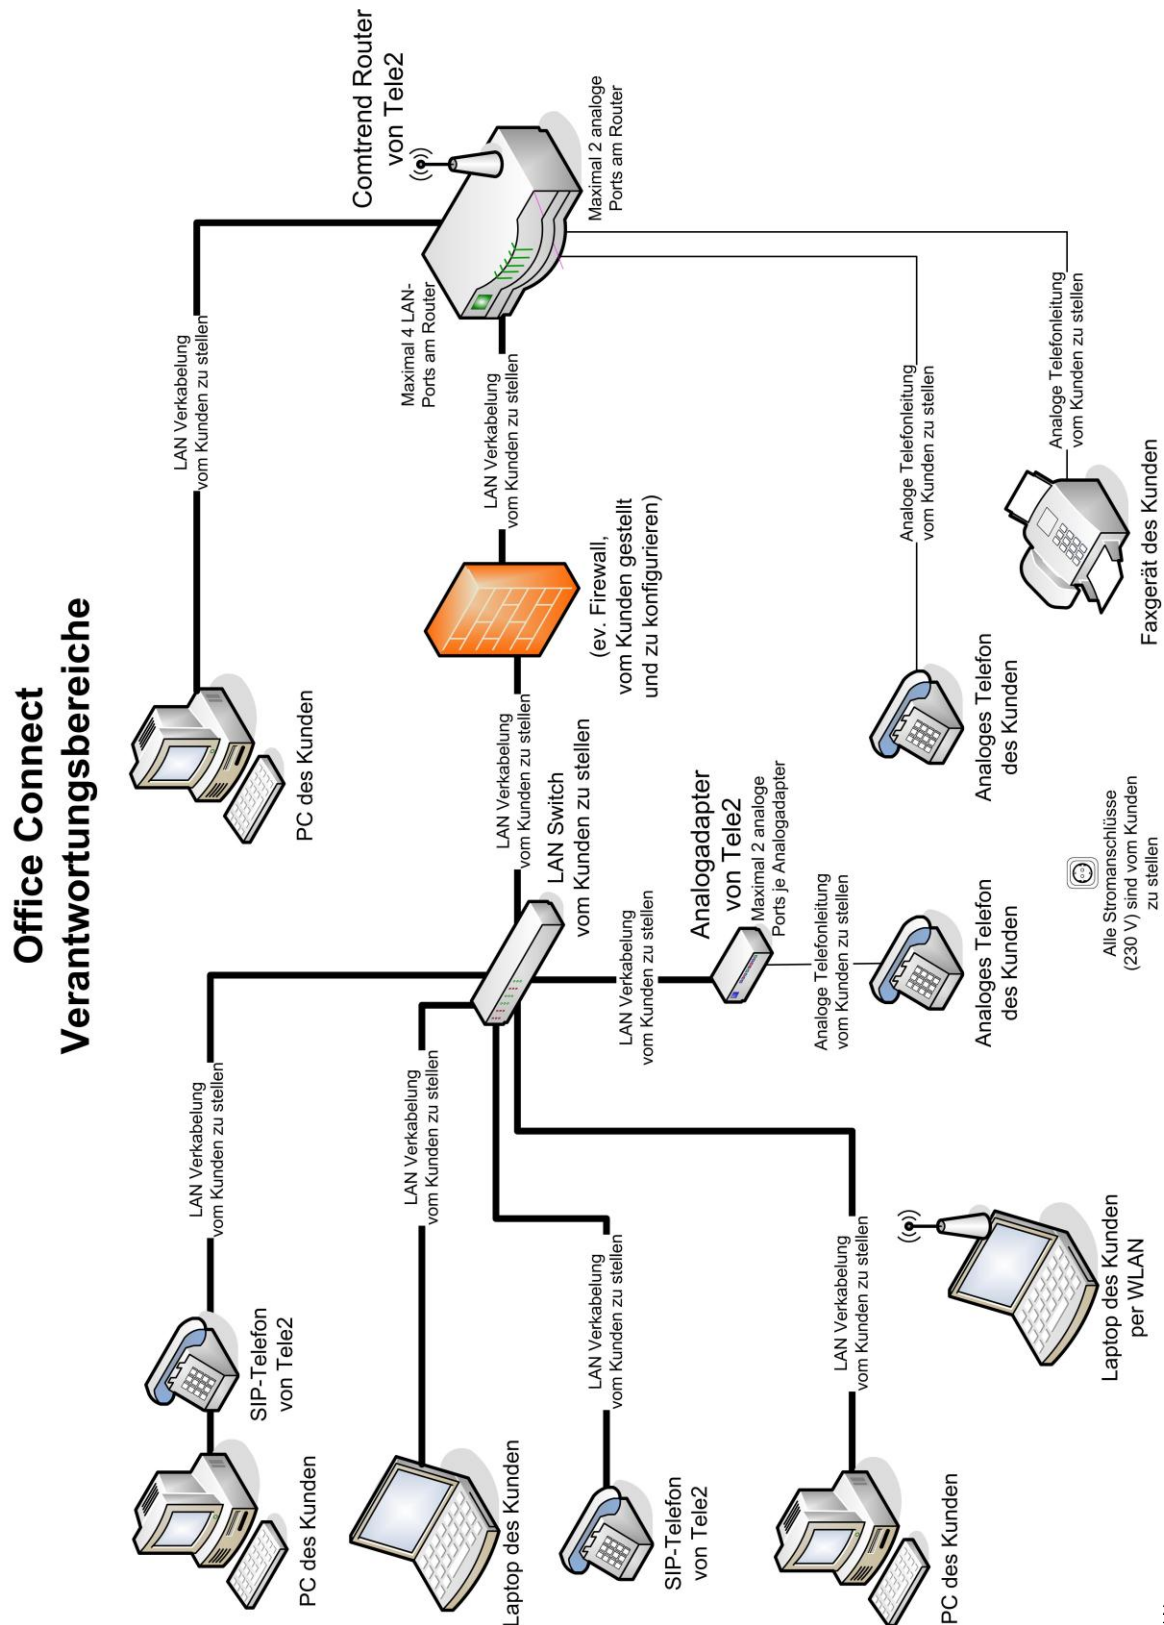 Office Connect
Verantwortungsbereiche
PC des Kunden
SIP-Telefon
von Tele2
LAN Verkabelung
vom Kunden zu stellen
PC des Kunden
LAN Verkabelung
vom Kunden zu stellen
Comtrend Router
von Tele2
Laptop des Kunden
LAN Verkabelung
vom Kunden zu stellen
LAN Switch
vom Kunden zu stellen
LAN Verkabelung
vom Kunden zu stellen
(ev. Firewall,
vom Kunden gestellt
und zu konfigurieren)
LAN Verkabelung
vom Kunden zu stellen
Maximal 4 LAN-
Ports am Router
Maximal 2 analoge
Ports am Router
SIP-Telefon
von Tele2
LAN Verkabelung
vom Kunden zu stellen
LAN Verkabelung
vom Kunden zu stellen
Analogadapter
von Tele2
Maximal 2 analoge
Ports je Analogadapter
PC des Kunden
LAN Verkabelung
vom Kunden zu stellen
Analoge Telefonleitung
vom Kunden zu stellen
Analoges Telefon
des Kunden
Analoges Telefon
des Kunden
Analoge Telefonleitung
vom Kunden zu stellen
Laptop des Kunden
per WLAN
Alle Stromanschlüsse
(230 V) sind vom Kunden
zu stellen
Faxgerät des Kunden
Analoge Telefonleitung
vom Kunden zu stellen